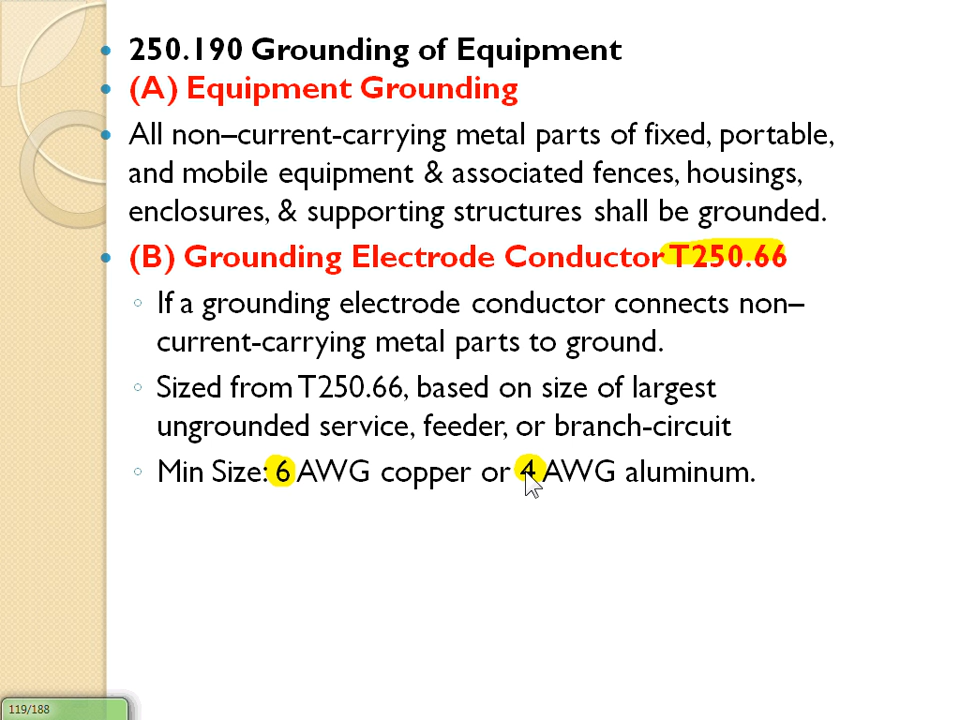 250.190 Grounding of Equipment
(A) Equipment Grounding
All non–current-carrying metal parts of fixed, portable,
and mobile equipment & associated fences, housings,
enclosures, & supporting structures shall be grounded.
(B) Grounding Electrode Conductor T250.66
If a grounding electrode conductor connects non–
current-carrying metal parts to ground.
Sized from T250.66, based on size of largest
ungrounded service, feeder, or branch-circuit
Min Size: 6 AWG copper or 4 AWG aluminum.
119/188